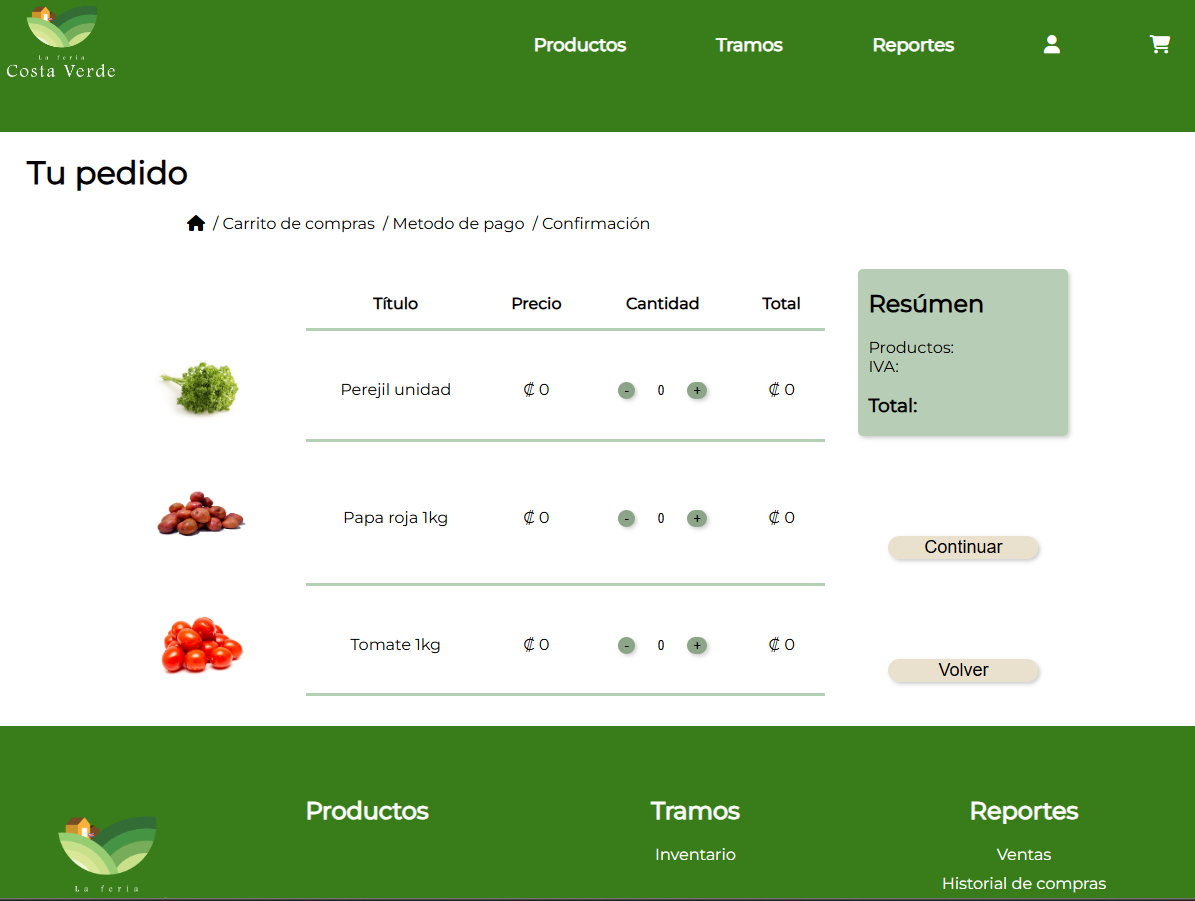 La feria
Costa Verde
Productos Tramos Reportes
Tu pedido
/ Carrito de compras / Metodo de pago / Confirmación
Título Precio Cantidad Total
Perejil unidad ₡ 0 - 0 + ₡ 0
Papa roja 1kg ₡ 0 - 0 + ₡ 0
Tomate 1kg ₡ 0 - 0 + ₡ 0
Resúmen
Productos:
IVA:
Total:
Continuar
Volver
Productos Tramos Reportes
Inventario Ventas
Historial de compras
La feria